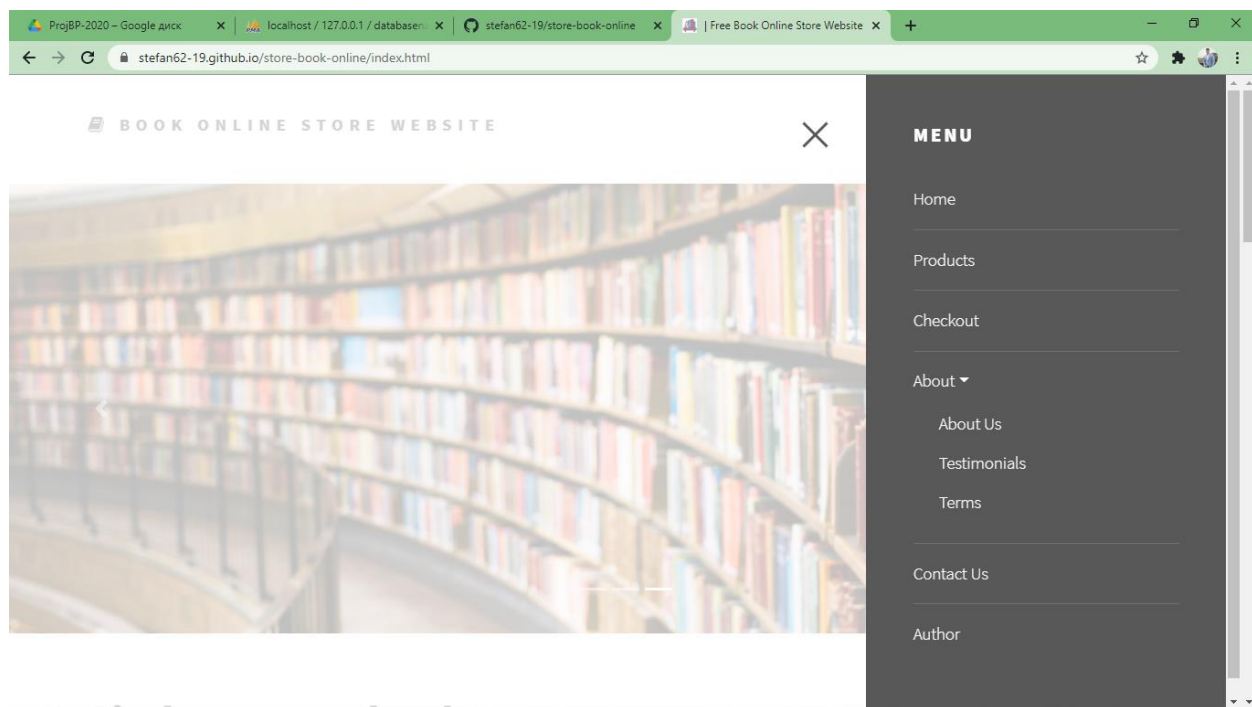 ProjBP-2020 – Google диск
localhost / 127.0.0.1 / databasen
stefan62-19/store-book-online
| Free Book Online Store Website
stefan62-19.github.io/store-book-online/index.html
BOOK ONLINE STORE WEBSITE
MENU
Home
Products
Checkout
About
About Us
Testimonials
Terms
Contact Us
Author